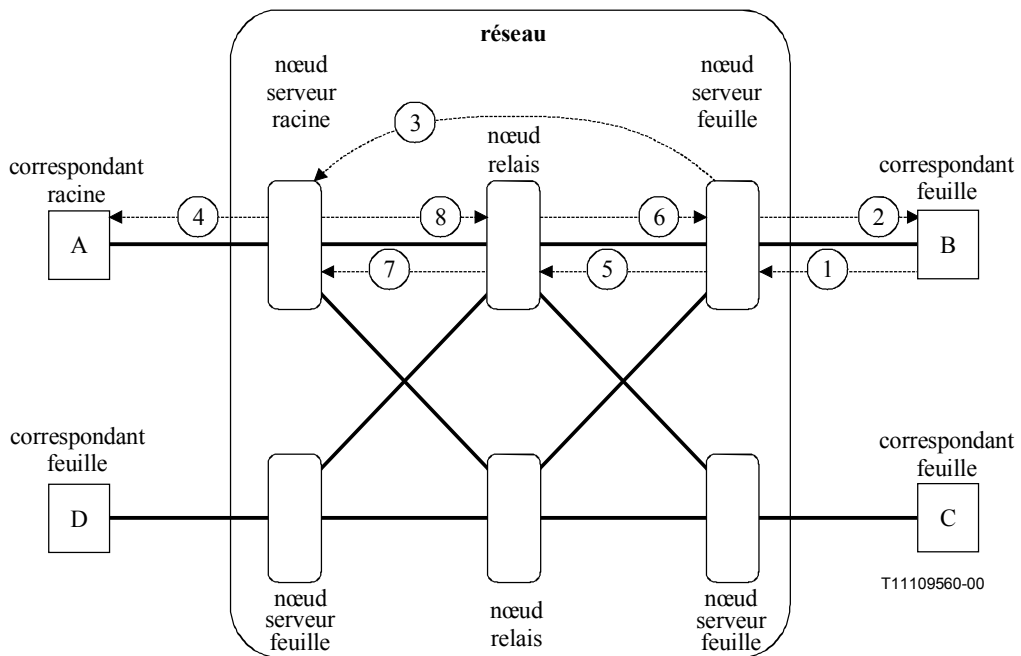 réseau
nœud
serveur
racine
nœud
serveur
feuille
3
nœud
relais
correspondant
racine
correspondant
feuille
4
8
6
2
A
B
7
5
1
correspondant
feuille
correspondant
feuille
D
C
T11109560-00
nœud
serveur
feuille
nœud
relais
nœud
serveur
feuille